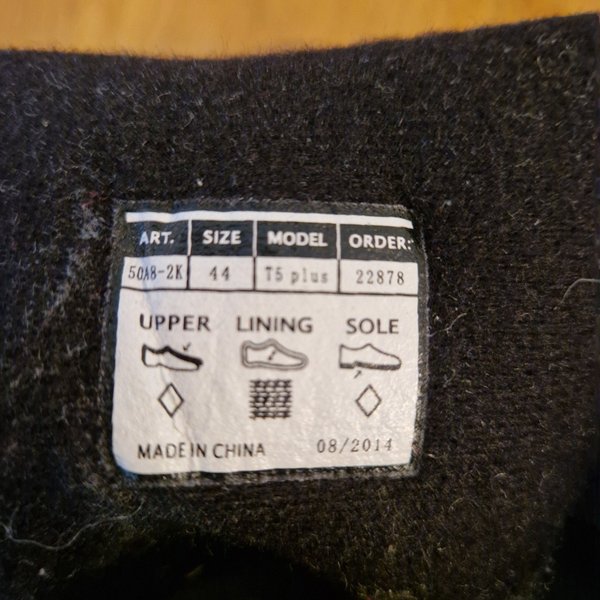 ART. SIZE MODEL ORDER:
50A8-2K 44 T5 plus 22878
UPPER LINING SOLE
MADE IN CHINA 08/2014